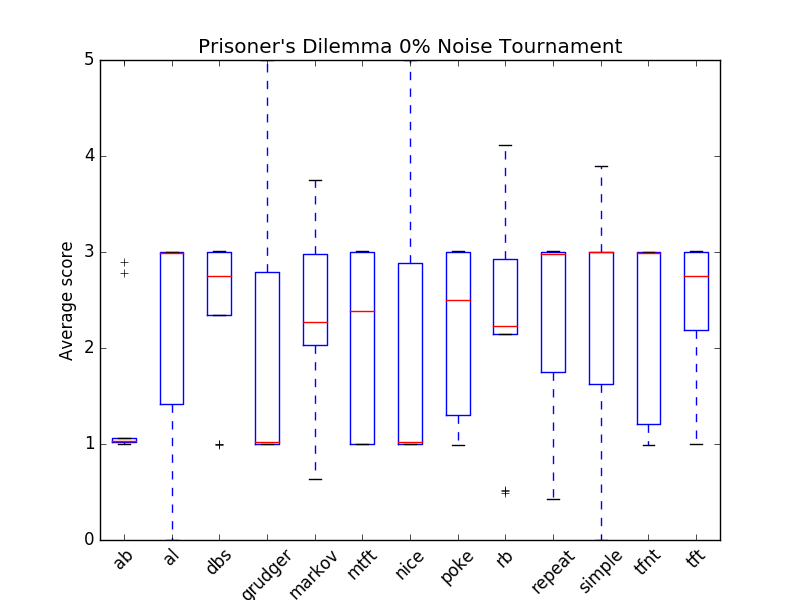 Prisoner's Dilemma 0% Noise Tournament
5
4
3
2
1
0
Average score
ab al dbs grudger markov mtft nice poke rb repeat simple tfnt tft